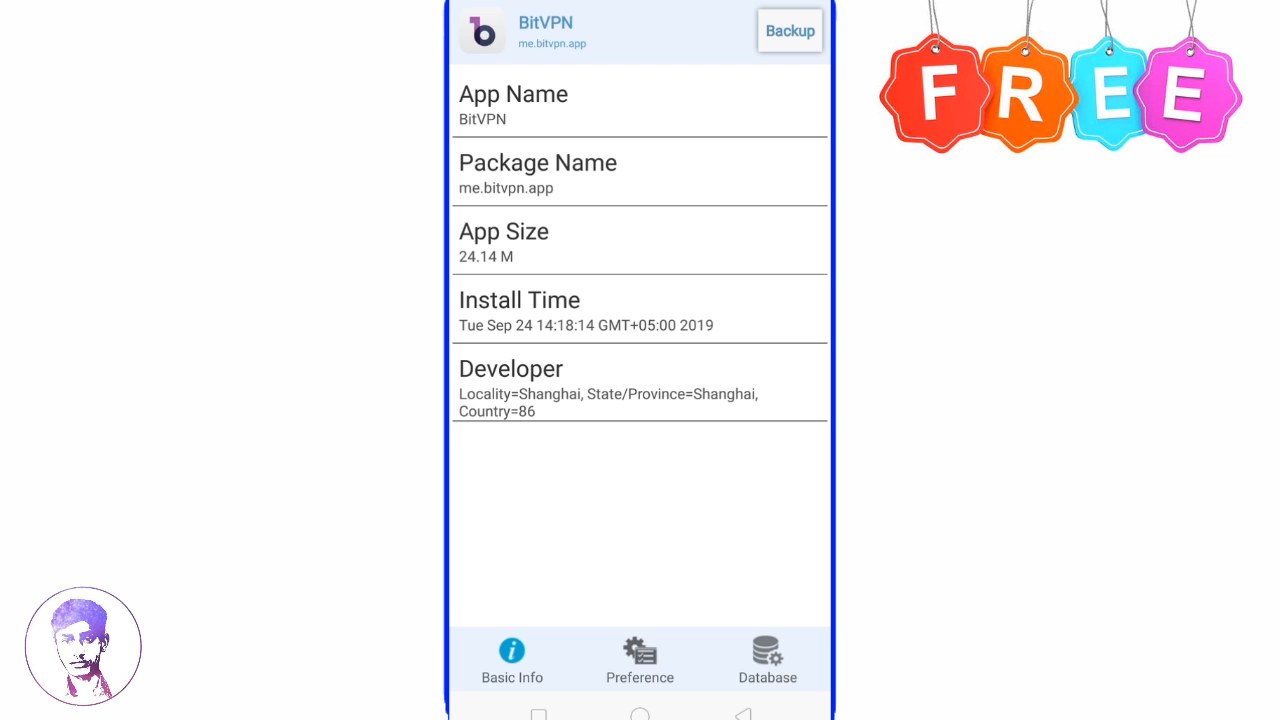 BitVPN
me.bitvpn.app
Backup
FREE
App Name
BitVPN
Package Name
me.bitvpn.app
App Size
24.14 M
Install Time
Tue Sep 24 14:18:14 GMT+05:00 2019
Developer
Locality=Shanghai, State/Province=Shanghai,
Country=86
Basic Info
Preference
Database